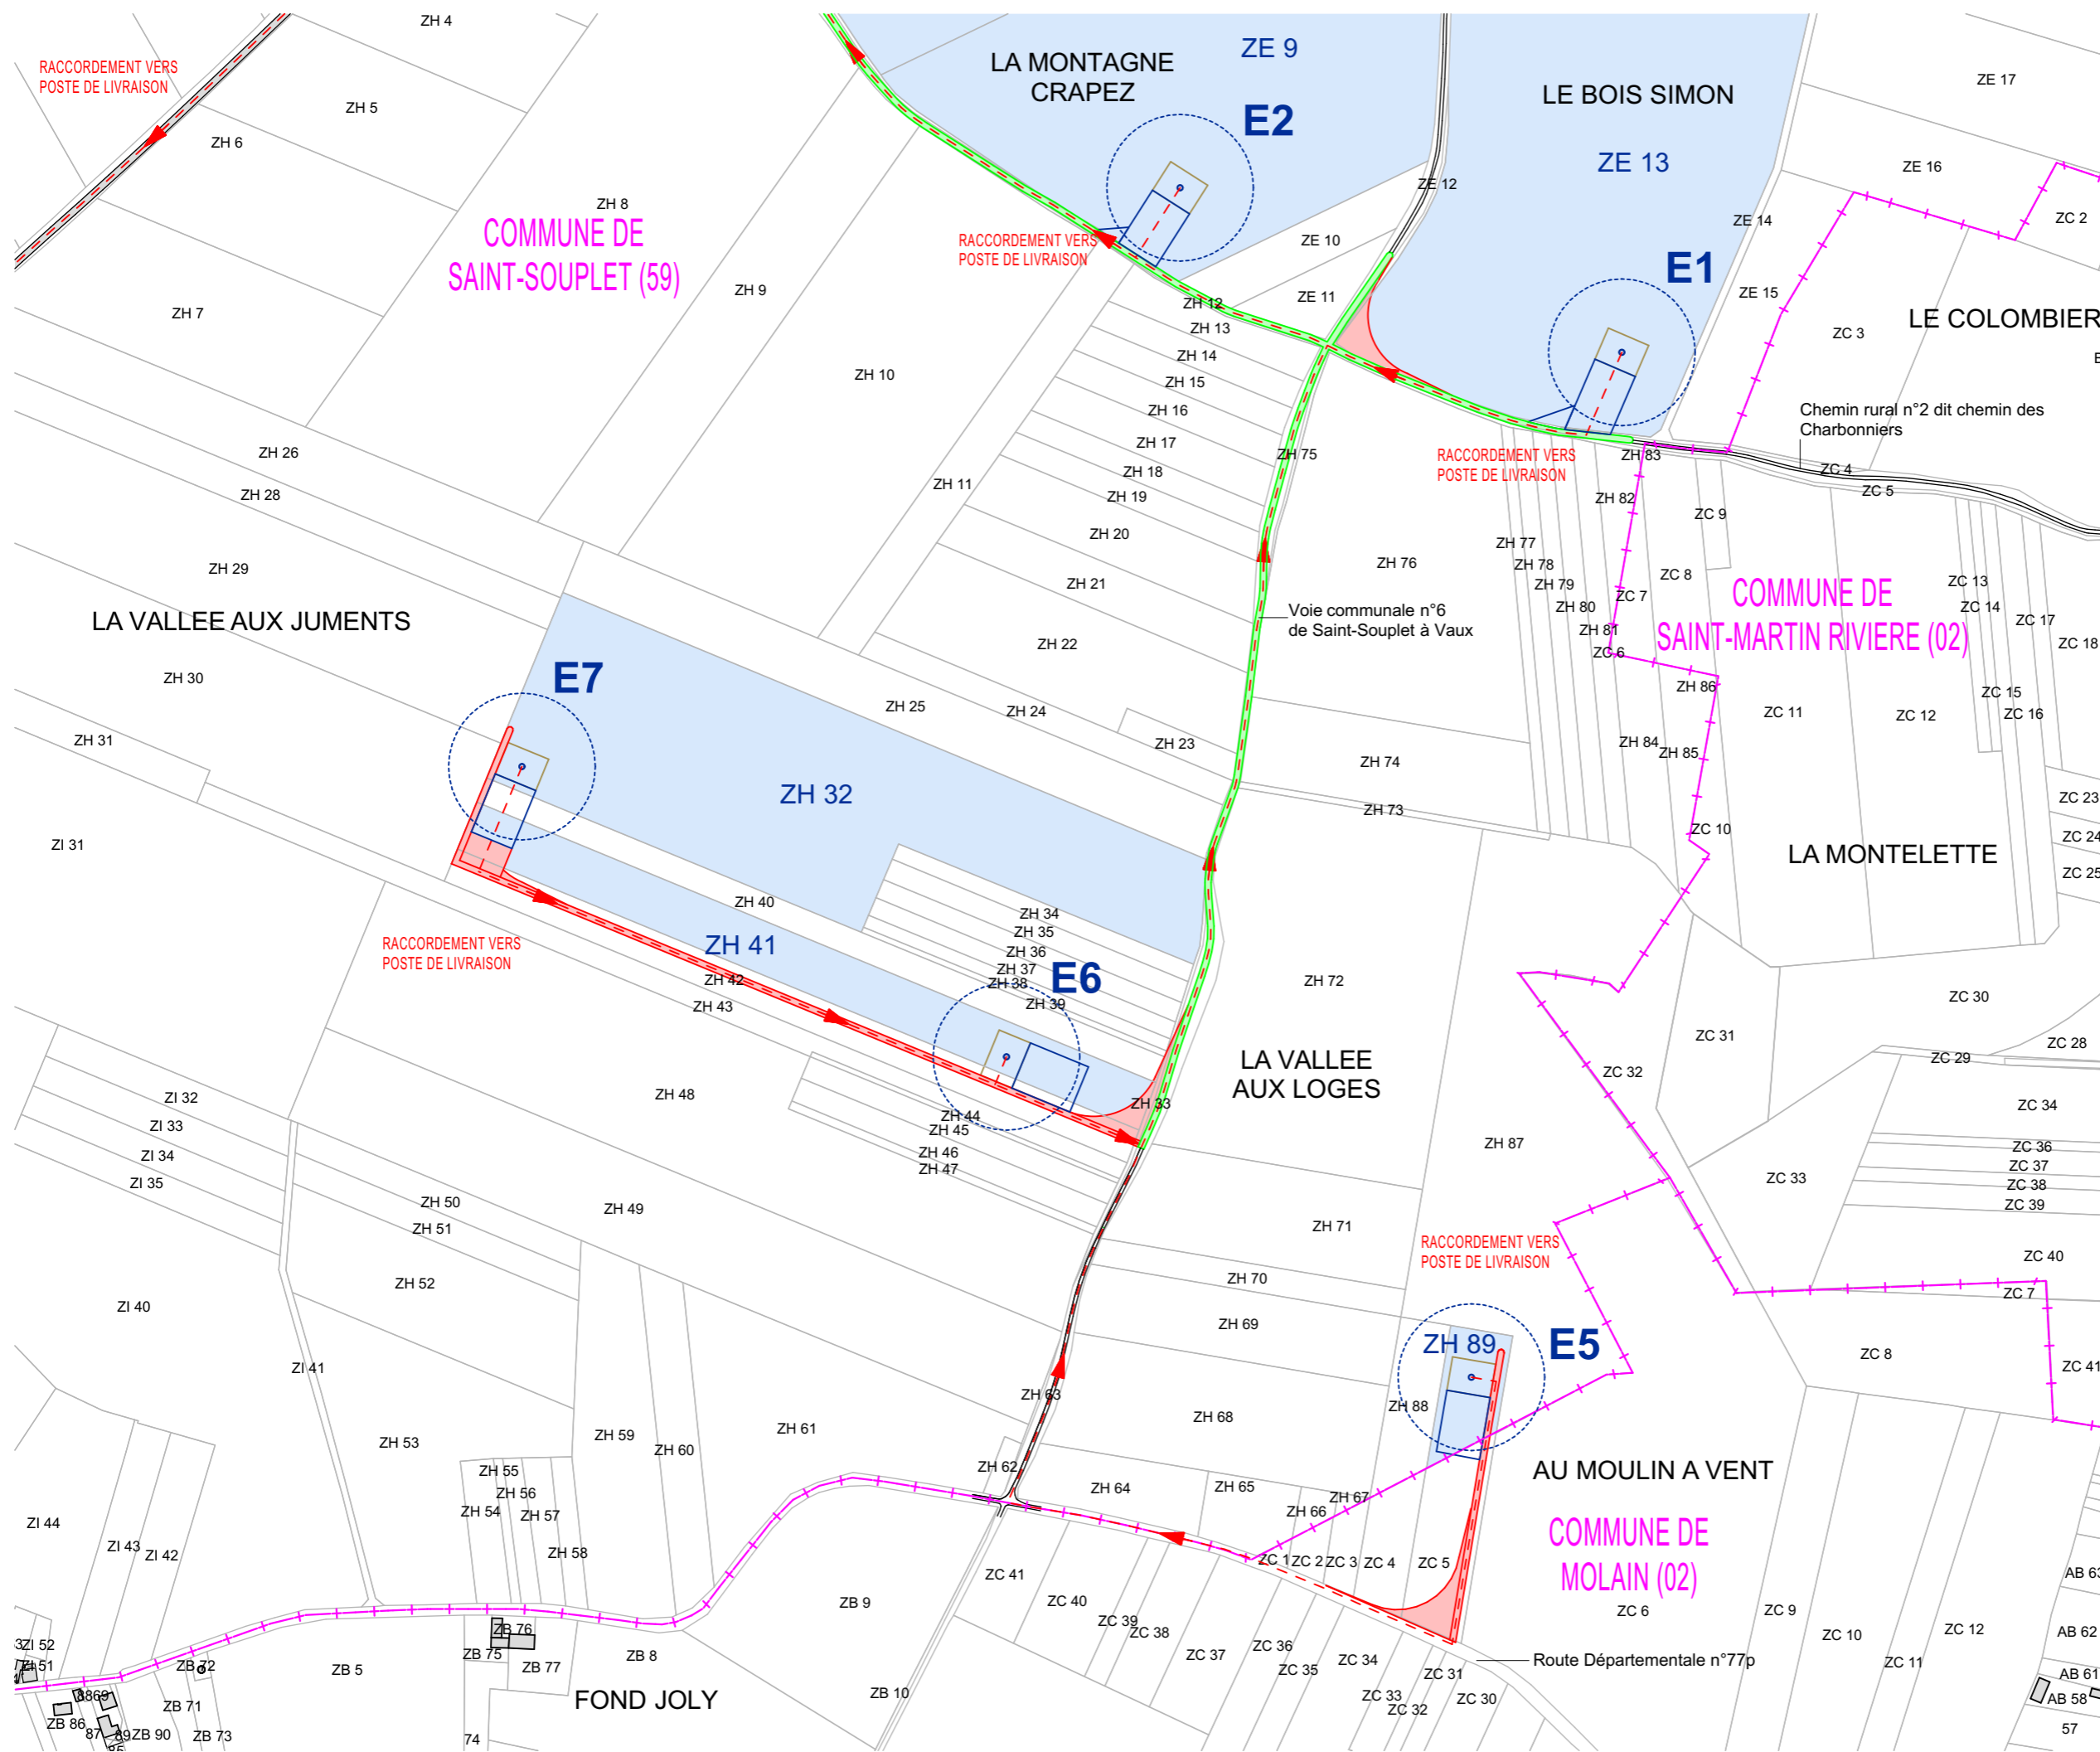 ZH 4
RACCORDEMENT VERS
POSTE DE LIVRAISON
ZH 5
ZH 6
ZH 7
ZH 8
COMMUNE DE
SAINT-SOUPLET (59)
ZH 9
ZH 10
ZH 11
LA MONTAGNE
CRAPEZ
ZE 9
E2
RACCORDEMENT VERS
POSTE DE LIVRAISON
LE BOIS SIMON
ZE 13
ZE 12
ZE 10
ZE 11
E1
ZE 17
ZE 16
ZE 14
ZE 15
ZC 2
ZC 3
LE COLOMBIER
Chemin rural n°2 dit chemin des
Charbonniers
ZC 4
ZC 5
RACCORDEMENT VERS
POSTE DE LIVRAISON
ZH 12
ZH 13
ZH 14
ZH 15
ZH 16
ZH 17
ZH 18
ZH 19
ZH 20
ZH 21
ZH 22
ZH 23
ZH 24
ZH 25
ZH 26
ZH 28
ZH 29
LA VALLEE AUX JUMENTS
ZH 30
ZH 31
ZI 31
E7
ZH 32
ZH 75
ZH 76
Voie communale n°6
de Saint-Souplet à Vaux
ZH 83
ZH 82
ZH 77
ZH 78
ZH 79
ZH 80
ZH 81
ZC 9
ZC 8
ZC 7
ZC 6
COMMUNE DE
SAINT-MARTIN RIVIERE (02)
ZC 13
ZC 14
ZC 17
ZC 18
ZC 15
ZC 16
ZH 86
ZC 11
ZC 12
ZH 84
ZH 85
ZC 10
ZC 23
ZC 24
ZC 25
LA MONTELETTE
ZH 74
ZH 73
ZH 72
ZH 40
ZH 41
ZH 42
ZH 43
RACCORDEMENT VERS
POSTE DE LIVRAISON
ZH 34
ZH 35
ZH 36
ZH 37
ZH 38
ZH 39
E6
ZH 33
LA VALLEE
AUX LOGES
ZC 30
ZC 31
ZC 32
ZC 28
ZC 29
ZC 34
ZC 36
ZC 37
ZC 38
ZC 39
ZC 33
ZC 40
ZC 7
ZC 8
ZC 41
ZH 87
ZH 48
ZH 44
ZH 45
ZH 46
ZH 47
ZI 32
ZI 33
ZI 34
ZI 35
ZH 49
ZH 50
ZH 51
ZH 52
ZI 40
ZI 41
ZH 71
ZH 70
ZH 69
RACCORDEMENT VERS
POSTE DE LIVRAISON
ZH 89
E5
ZH 88
ZH 63
ZH 68
ZH 53
ZH 59
ZH 60
ZH 61
ZH 62
ZH 64
ZH 65
ZH 66
ZH 67
ZH 55
ZH 56
ZH 54
ZH 57
ZH 58
AU MOULIN A VENT
COMMUNE DE
MOLAIN (02)
ZI 44
ZI 43
ZI 42
ZC 1
ZC 2
ZC 3
ZC 4
ZC 5
ZC 6
ZC 9
ZC 10
ZC 11
ZC 12
AB 63
AB 62
AB 61
AB 58
57
ZC 41
ZC 40
ZC 39
ZC 38
ZC 37
ZC 36
ZC 35
ZC 34
ZC 33
ZC 32
ZC 31
ZC 30
Route Départementale n°77p
ZB 9
ZB 10
ZB 8
ZB 76
ZB 75
ZB 77
74
FOND JOLY
ZB 5
ZB 72
ZB 71
ZB 73
ZB 90
89
87
ZB 86
8869
ZI 52
ZI 51